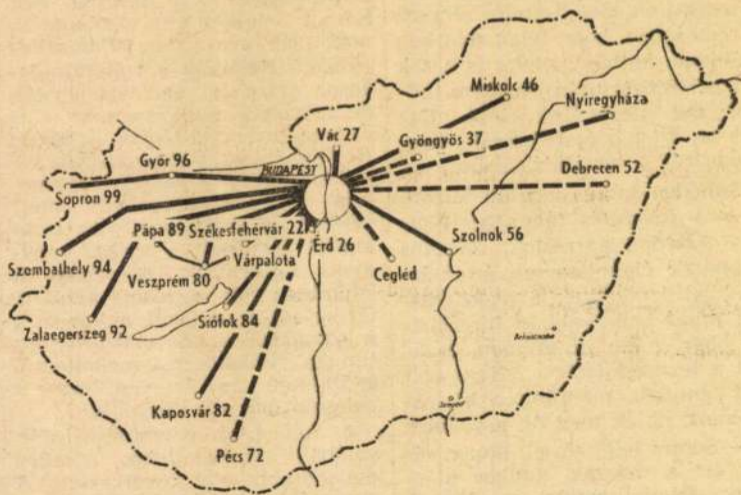 Miskolc 46
Nyiregyháza
Vác 27
Gyöngyös 37
Győr 96
BUDAPEST
Debrecen 52
Sopron 99
Pápa 89
Székesfehérvár 22
Érd 26
Szolnok 56
Szombathely 94
Várpalota
Cegléd
Veszprém 80
Zalaegerszeg 92
Siófok 84
Kaposvár 82
Pécs 72